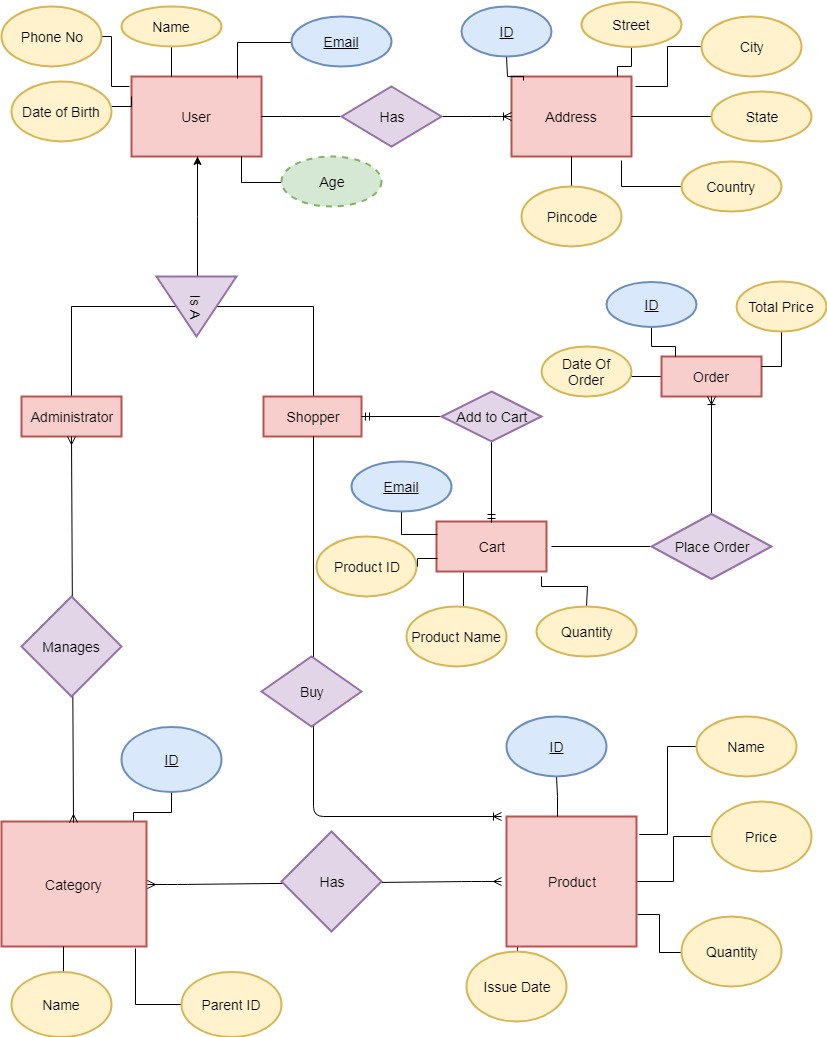 Name
Street
ID
Phone No
Email
City
Date of Birth
User
Has
Address
State
Age
Country
Pincode
Is A
ID
Total Price
Date Of
Order
Order
Administrator
Shopper
Add to Cart
Email
Cart
Place Order
Product ID
Product Name
Quantity
Manages
Buy
ID
ID
Name
Price
Category
Has
Product
Quantity
Issue Date
Name
Parent ID